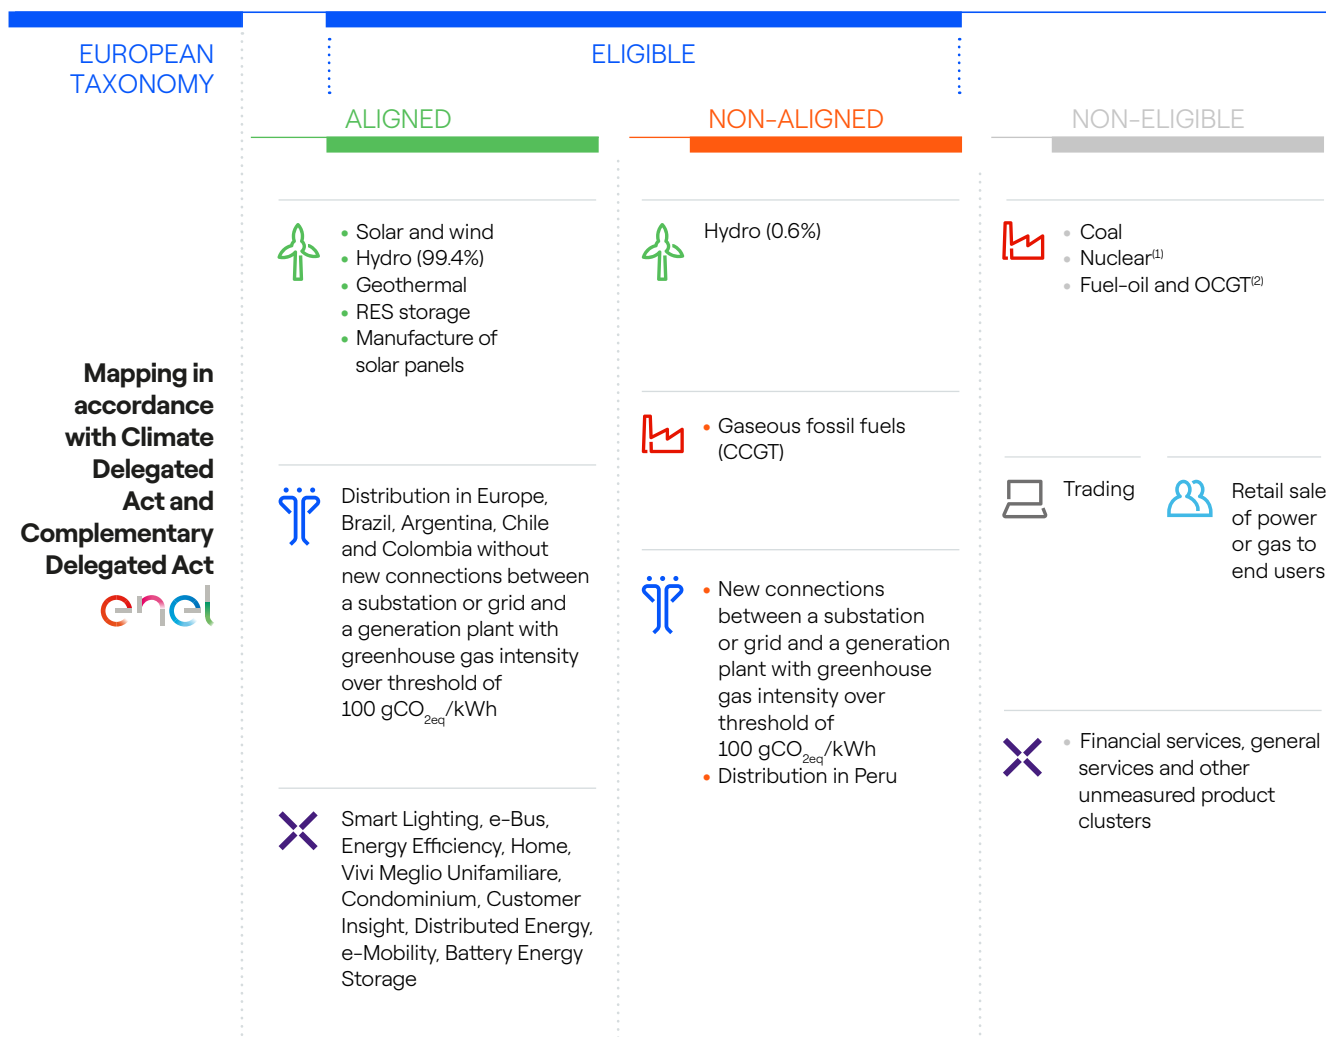 EUROPEAN
TAXONOMY
ELIGIBLE
ALIGNED
NON-ALIGNED
NON-ELIGIBLE
Mapping in
accordance
with Climate
Delegated
Act and
Complementary
Delegated Act
enel
• Solar and wind
• Hydro (99.4%)
• Geothermal
• RES storage
• Manufacture of
solar panels
Distribution in Europe,
Brazil, Argentina, Chile
and Colombia without
new connections between
a substation or grid and
a generation plant with
greenhouse gas intensity
over threshold of
100 gCO2eq/kWh
Smart Lighting, e-Bus,
Energy Efficiency, Home,
Vivi Meglio Unifamiliare,
Condominium, Customer
Insight, Distributed Energy,
e-Mobility, Battery Energy
Storage
Hydro (0.6%)
• Gaseous fossil fuels
(CCGT)
• New connections
between a substation
or grid and a generation
plant with greenhouse
gas intensity over
threshold of
100 gCO2eq/kWh
• Distribution in Peru
• Coal
• Nuclear(1)
• Fuel-oil and OCGT(2)
Trading
Retail sale
of power
or gas to
end users
• Financial services, general
services and other
unmeasured product
clusters